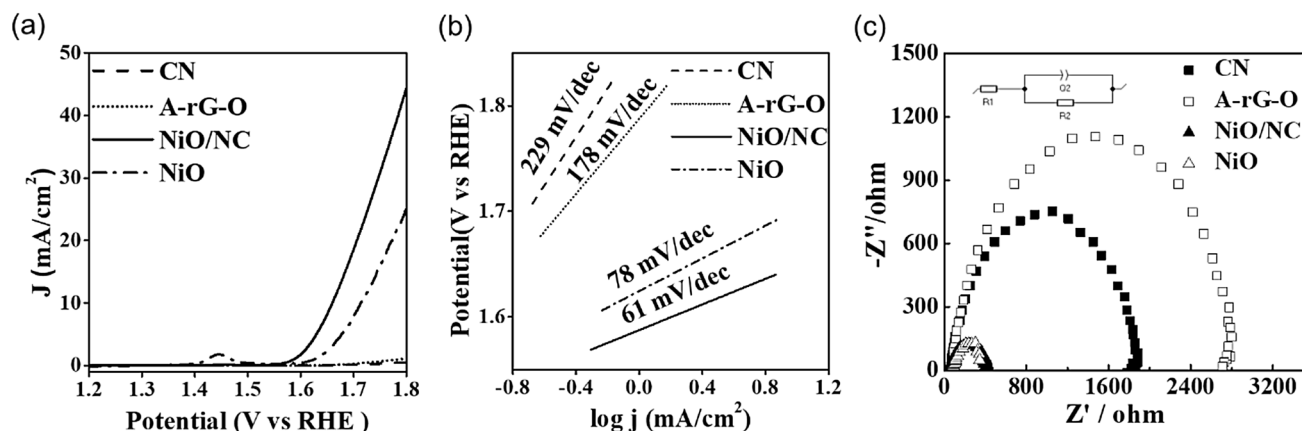 (a)
50
40
30
20
10
0
J (mA/cm²)
CN
A-rG-O
NiO/NC
NiO
1.2 1.3 1.4 1.5 1.6 1.7 1.8
Potential (V vs RHE )
(b)
1.8
1.7
1.6
Potential(V vs RHE)
CN
A-rG-O
NiO/NC
NiO
229 mV/dec
178 mV/dec
78 mV/dec
61 mV/dec
-0.8 -0.4 0.0 0.4 0.8 1.2
log j (mA/cm²)
(c)
1500
1200
900
600
300
0
-Z''/ohm
R1
Q2
R2
CN
A-rG-O
NiO/NC
NiO
0 800 1600 2400 3200
Z' / ohm